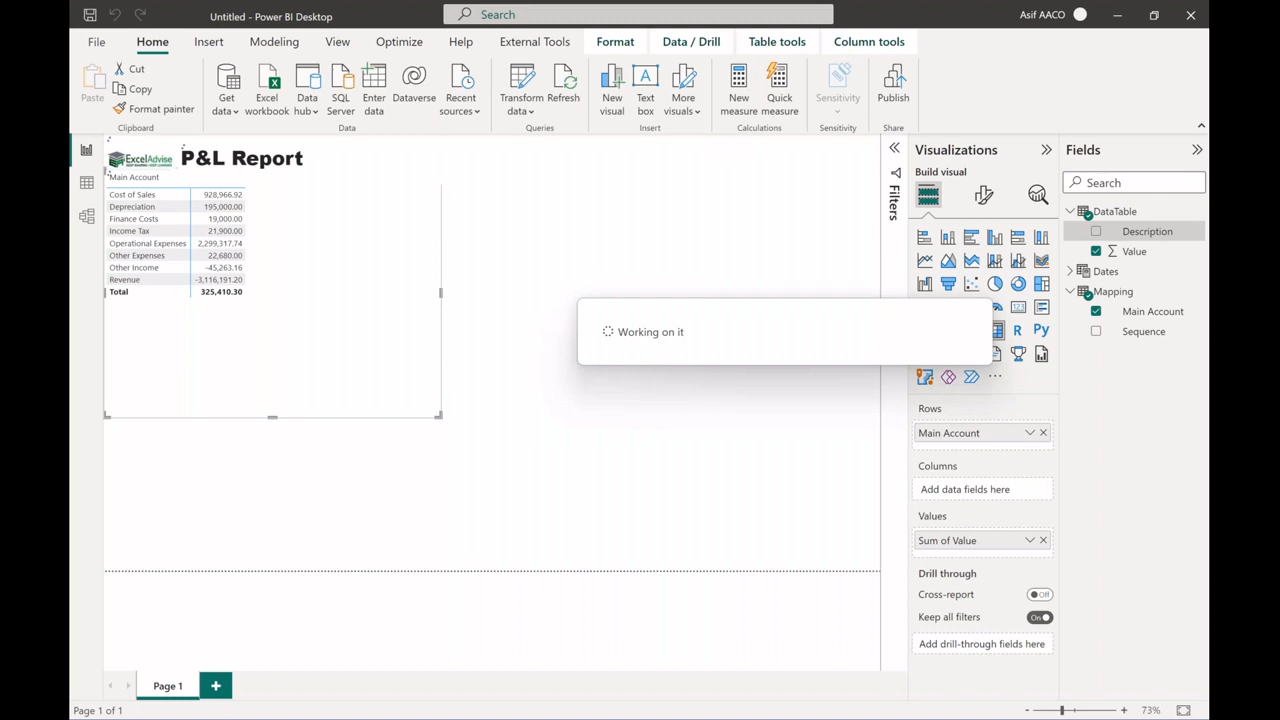 Untitled - Power BI Desktop
Search
Asif AACO
File Home Insert Modeling View Optimize Help External Tools Format Data / Drill Table tools Column tools
Paste
Cut
Copy
Format painter
Clipboard
Get data
Excel workbook
Data hub
SQL Server
Enter data
Dataverse
Recent sources
Data
Transform data
Refresh
Queries
New visual
Text box
More visuals
Insert
New measure
Quick measure
Calculations
Sensitivity
Sensitivity
Publish
Share
ExcelAdvise
P&L Report
Main Account
Cost of Sales 928,966.92
Depreciation 195,000.00
Finance Costs 19,000.00
Income Tax 21,900.00
Operational Expenses 2,299,317.74
Other Expenses 22,680.00
Other Income -45,263.16
Revenue -3,116,191.20
Total 325,410.30
Working on it
Filters
Visualizations
Build visual
123
R
Py
Rows
Main Account
Columns
Add data fields here
Values
Sum of Value
Drill through
Cross-report
Off
Keep all filters
On
Add drill-through fields here
Fields
Search
DataTable
Description
Value
Dates
Mapping
Main Account
Sequence
Page 1
Page 1 of 1
73%